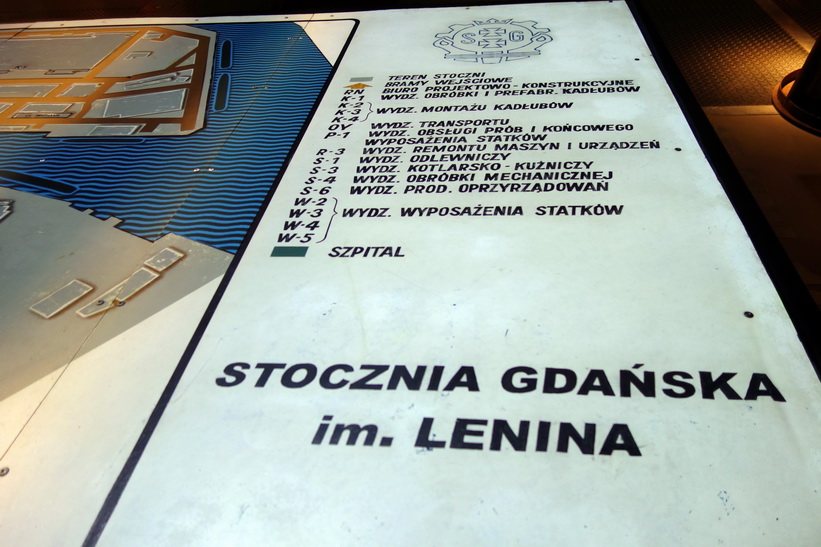 S G
TEREN STOCZNI
BRAMY WEJŚCIOWE
BN BIURO PROJEKTOWO - KONSTRUKCYJNE
K-1 WYDZ. OBRÓBKI I PREFABR. KADŁUBÓW
K-2
K-3 WYDZ. MONTAŻU KADŁUBÓW
K-4
OY WYDZ. TRANSPORTU
P-1 WYDZ. OBSŁUGI PRÓB I KOŃCOWEGO
WYPOSAŻENIA STATKÓW
R-3 WYDZ. REMONTU MASZYN I URZĄDZEŃ
S-1 WYDZ. ODLEWNICZY
S-3 WYDZ. KOTLARSKO - KUŹNICZY
S-4 WYDZ. OBRÓBKI MECHANICZNEJ
S-6 WYDZ. PROD. OPRZYRZĄDOWAŃ
W-2
W-3 WYDZ. WYPOSAŻENIA STATKÓW
W-4
W-5
SZPITAL
STOCZNIA GDAŃSKA
im. LENINA